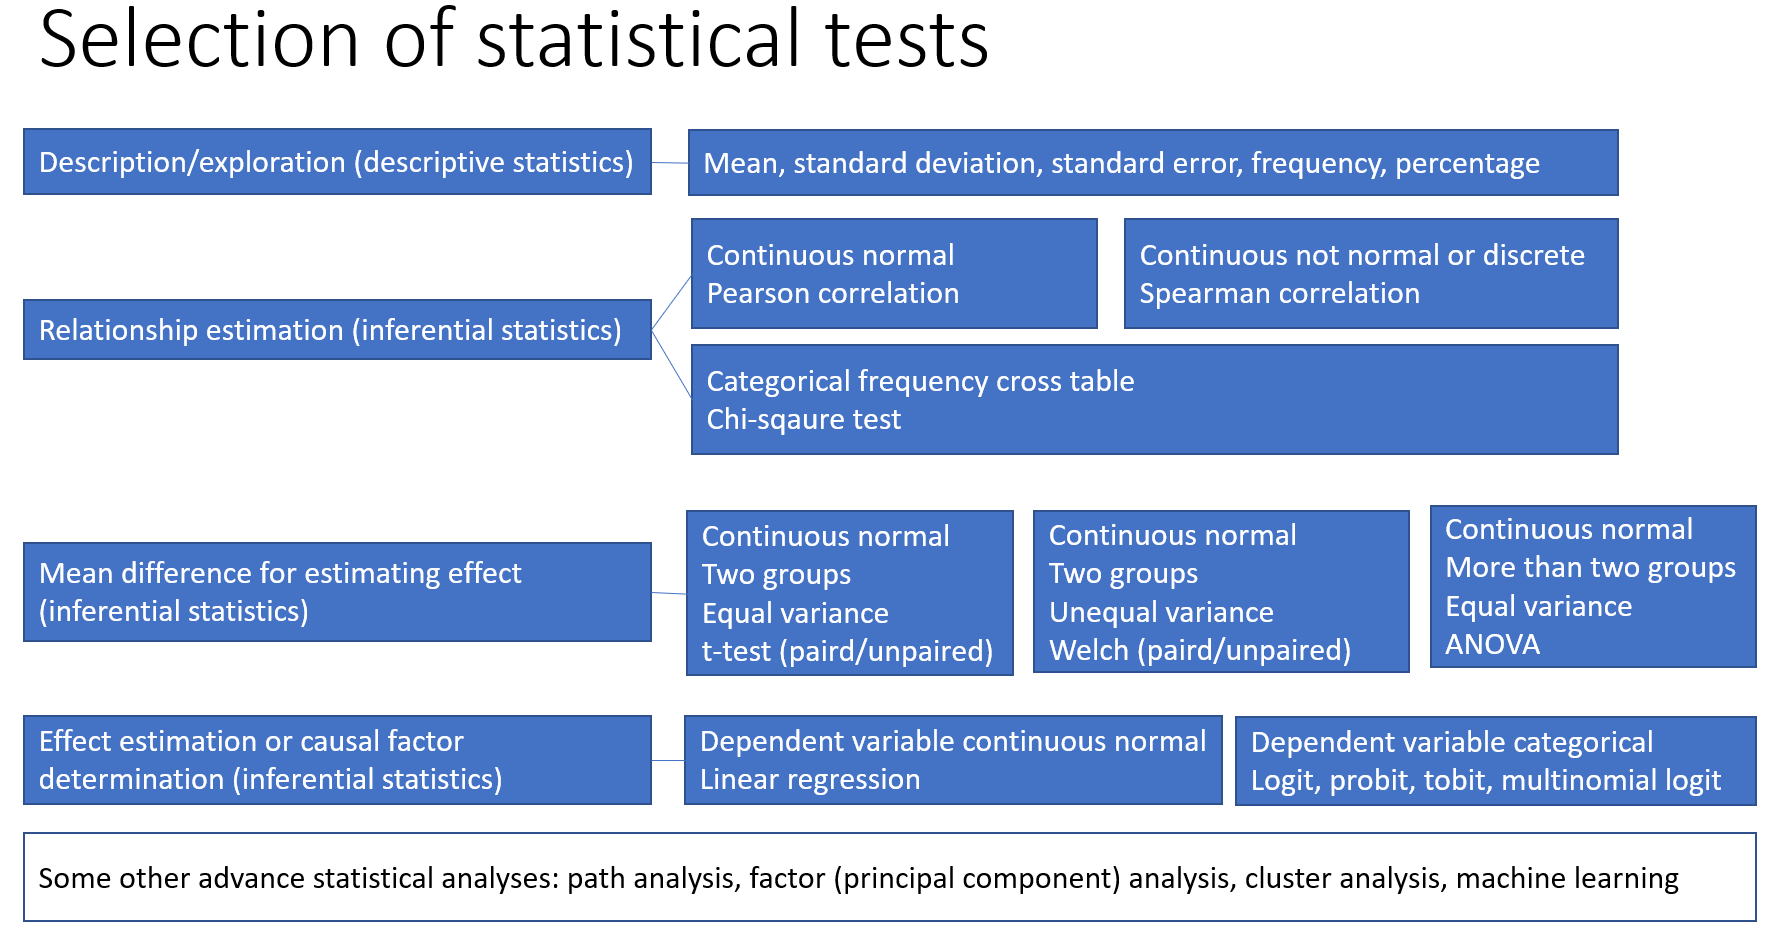 Selection of statistical tests
Description/exploration (descriptive statistics)
Mean, standard deviation, standard error, frequency, percentage
Relationship estimation (inferential statistics)
Continuous normal
Pearson correlation
Continuous not normal or discrete
Spearman correlation
Categorical frequency cross table
Chi-sqaure test
Mean difference for estimating effect
(inferential statistics)
Continuous normal
Two groups
Equal variance
t-test (paird/unpaired)
Continuous normal
Two groups
Unequal variance
Welch (paird/unpaired)
Continuous normal
More than two groups
Equal variance
ANOVA
Effect estimation or causal factor
determination (inferential statistics)
Dependent variable continuous normal
Linear regression
Dependent variable categorical
Logit, probit, tobit, multinomial logit
Some other advance statistical analyses: path analysis, factor (principal component) analysis, cluster analysis, machine learning